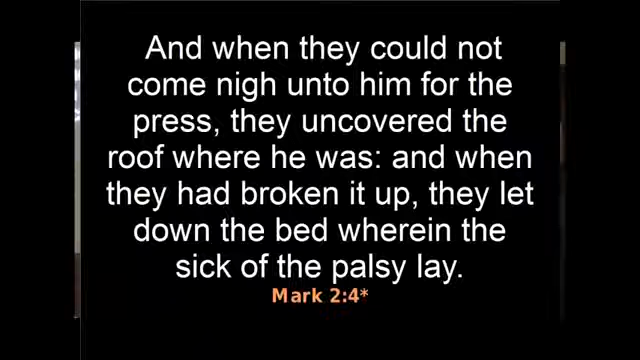 And when they could not
come nigh unto him for the
press, they uncovered the
roof where he was: and when
they had broken it up, they let
down the bed wherein the
sick of the palsy lay.
Mark 2:4*